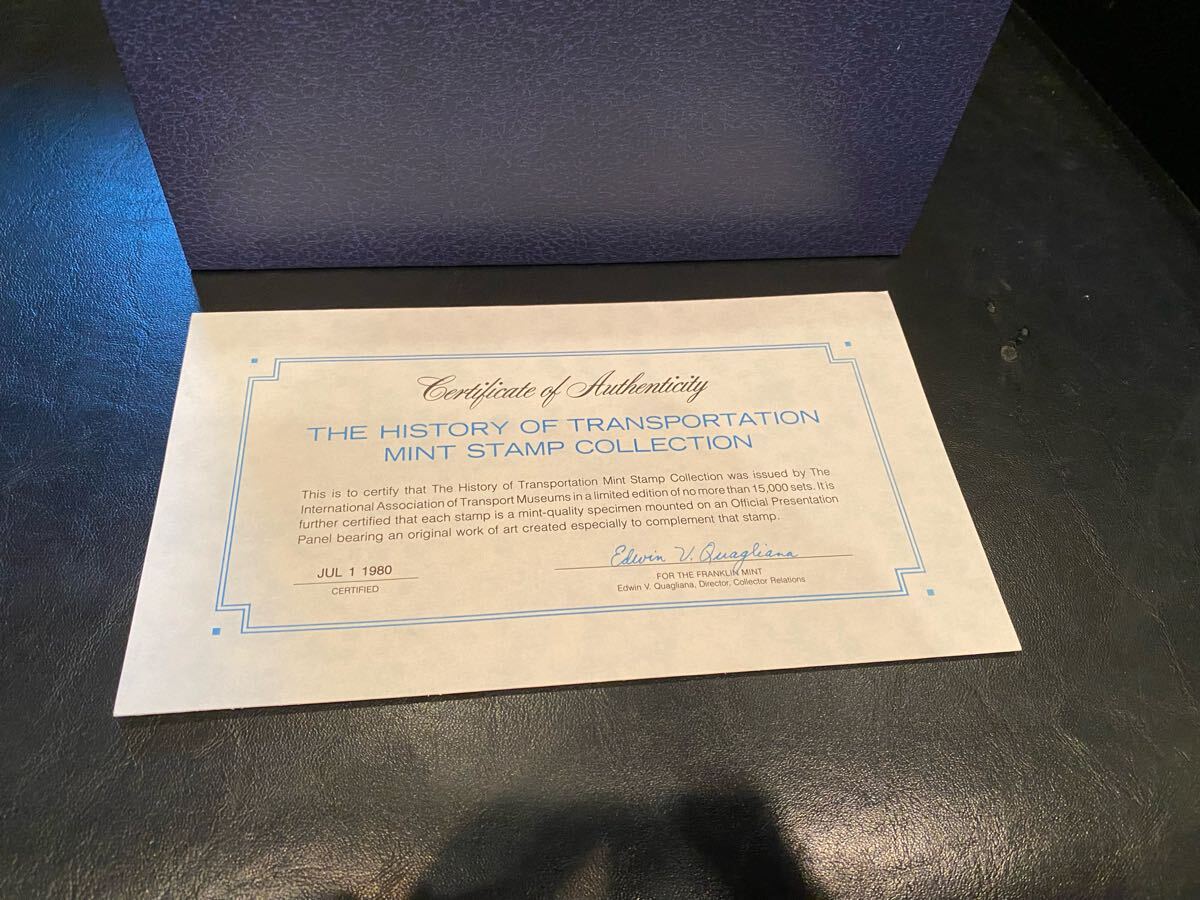 Certificate of Authenticity
THE HISTORY OF TRANSPORTATION
MINT STAMP COLLECTION
This is to certify that The History of Transportation Mint Stamp Collection was issued by The
International Association of Transport Museums in a limited edition of no more than 15,000 sets. It is
further certified that each stamp is a mint-quality specimen mounted on an Official Presentation
Panel bearing an original work of art created especially to complement that stamp.
JUL 1 1980
CERTIFIED
Edwin V. Quagliana
FOR THE FRANKLIN MINT
Edwin V. Quagliana, Director, Collector Relations